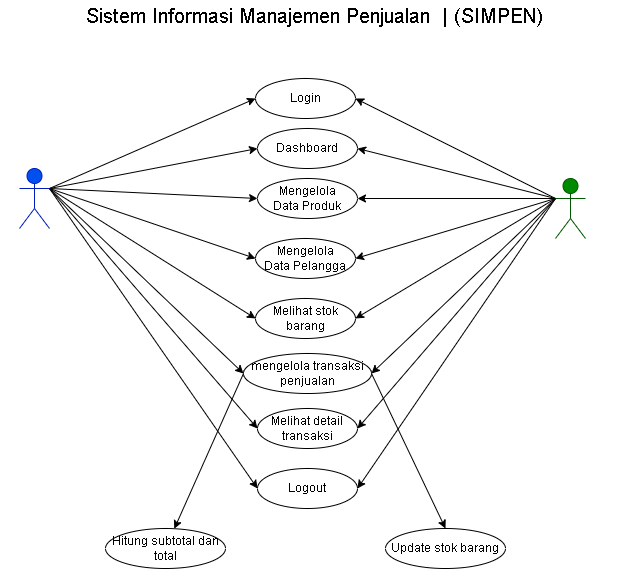 Sistem Informasi Manajemen Penjualan | (SIMPEN)
Login
Dashboard
Mengelola
Data Produk
Mengelola
Data Pelangga
Melihat stok
barang
mengelola transaksi
penjualan
Melihat detail
transaksi
Logout
Hitung subtotal dan
total
Update stok barang